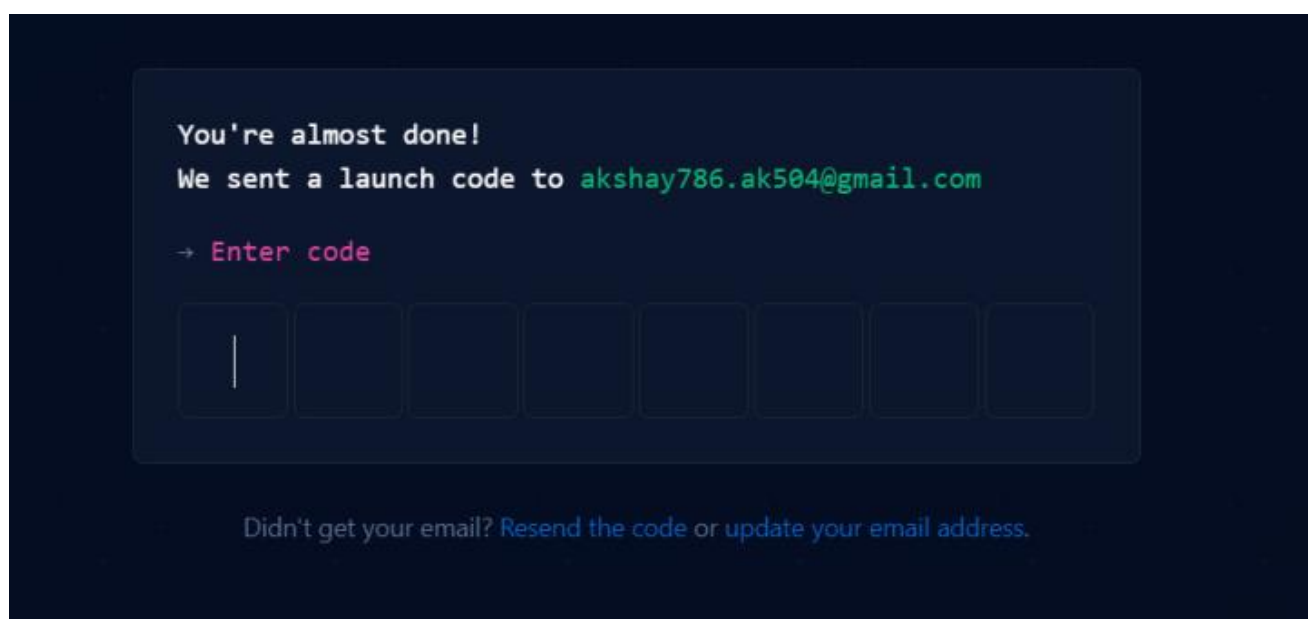 You're almost done!
We sent a launch code to akshay786.ak504@gmail.com
→ Enter code
Didn't get your email? Resend the code or update your email address.